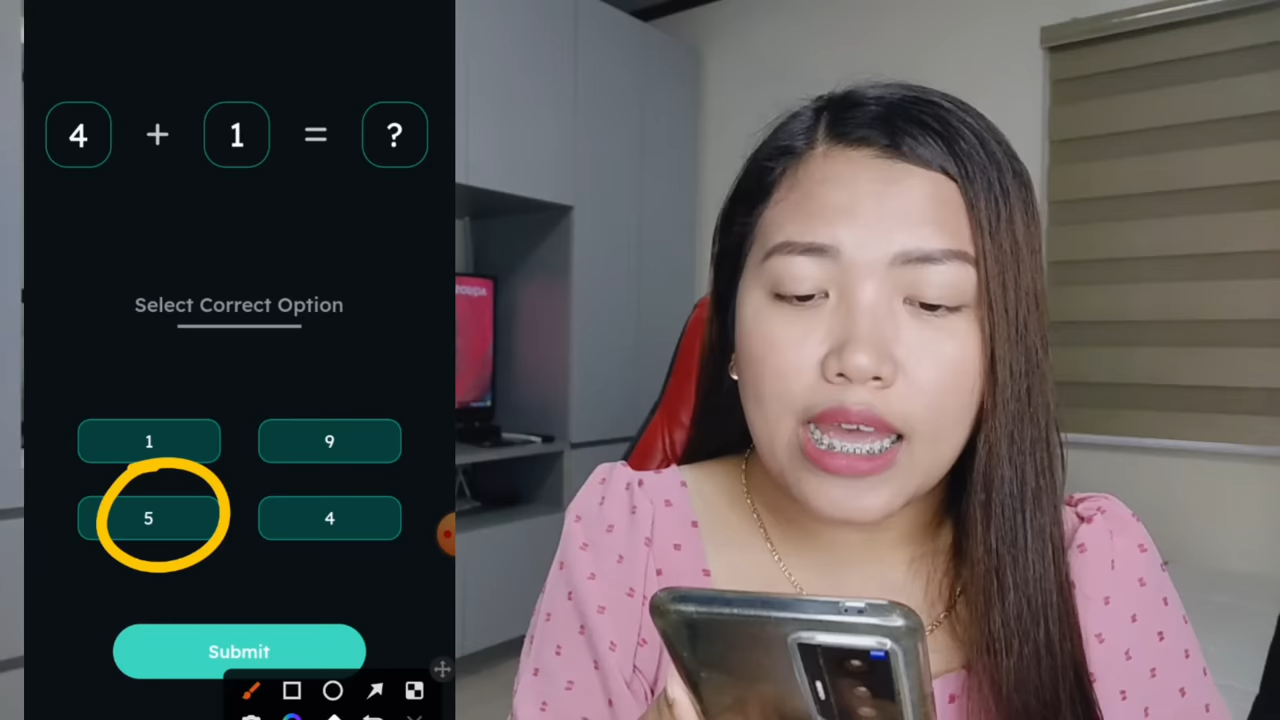 4 + 1 = ?
Select Correct Option
1 9
5 4
Submit